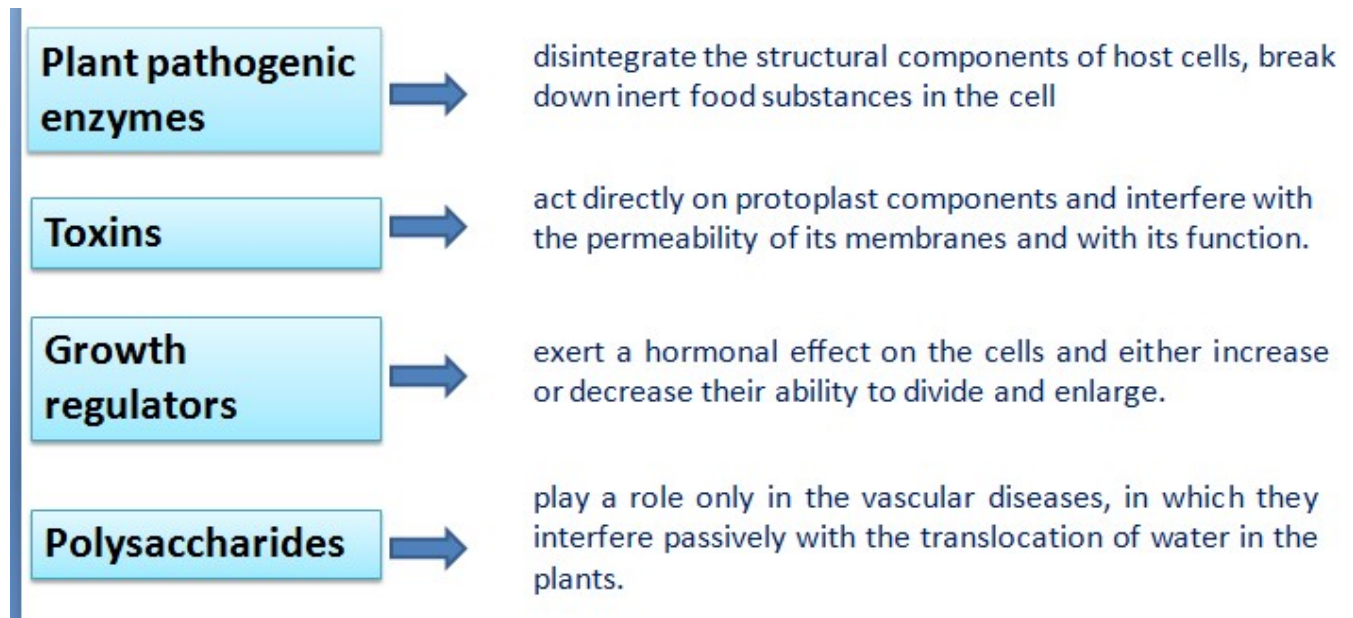 Plant pathogenic
enzymes
disintegrate the structural components of host cells, break
down inert food substances in the cell
Toxins
act directly on protoplast components and interfere with
the permeability of its membranes and with its function.
Growth
regulators
exert a hormonal effect on the cells and either increase
or decrease their ability to divide and enlarge.
Polysaccharides
play a role only in the vascular diseases, in which they
interfere passively with the translocation of water in the
plants.